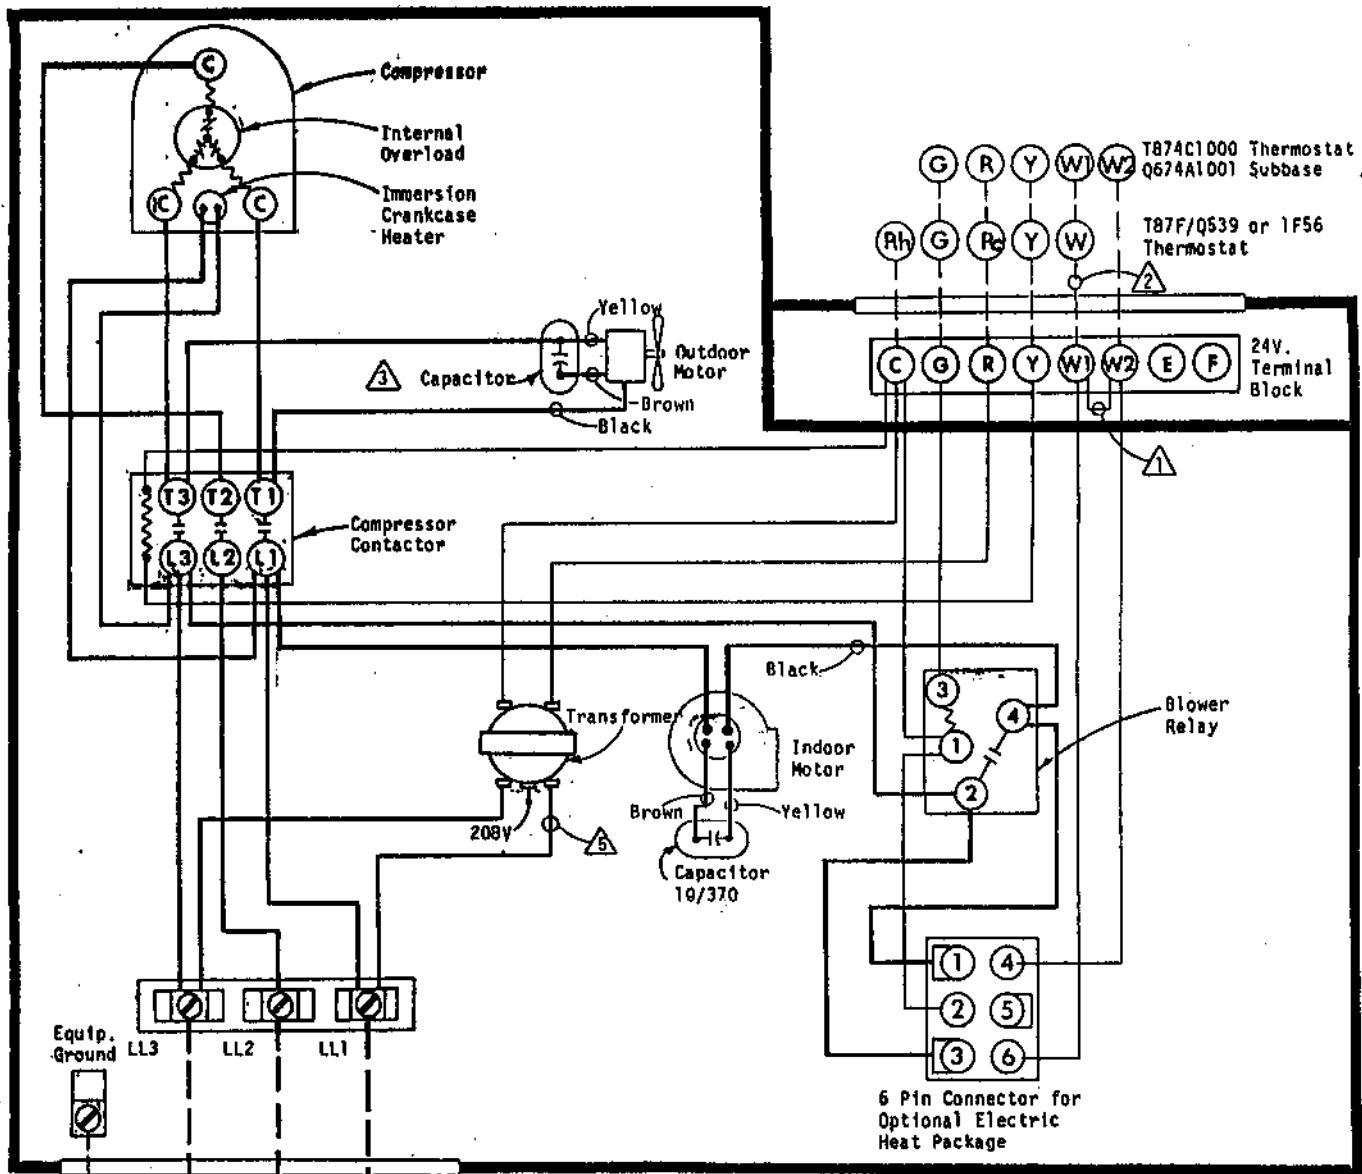 C
Compressor
Internal
Overload
Immersion
Crankcase
Heater
C
C
G
R
Y
W1
W2
T874C1000 Thermostat
Q674A1001 Subbase
Rh
G
Rc
Y
W
T87F/Q539 or 1F56
Thermostat
2
Yellow
Outdoor
Motor
3
Capacitor
Brown
Black
C
G
R
Y
W1
W2
E
F
24V.
Terminal
Block
1
T3
T2
T1
Compressor
Contactor
L3
L2
L1
Black
3
4
1
2
Blower
Relay
Transformer
Indoor
Motor
208V
5
Brown
Yellow
Capacitor
10/370
1
4
2
5
3
6
Equip.
Ground
LL3
LL2
LL1
6 Pin Connector for
Optional Electric
Heat Package